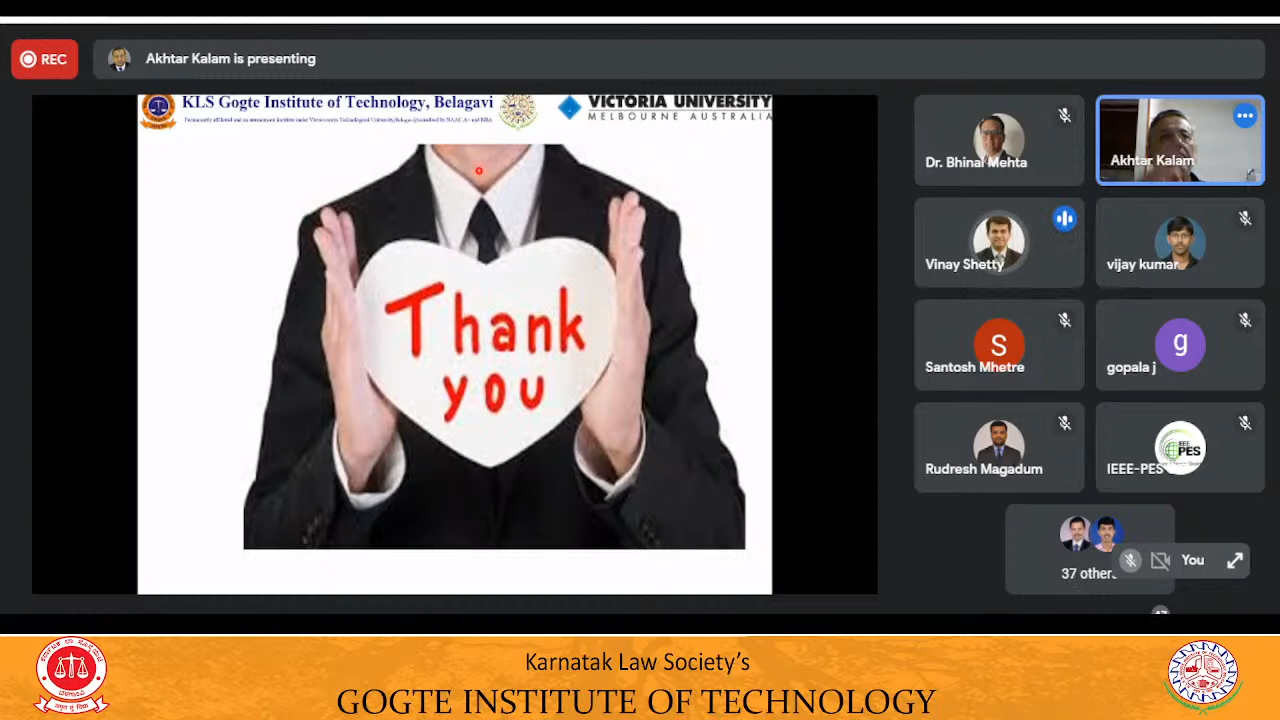 REC
Akhtar Kalam is presenting
KLS Gogte Institute of Technology, Belagavi
VICTORIA UNIVERSITY
MELBOURNE AUSTRALIA
Thank
you
Dr. Bhinal Mehta
Akhtar Kalam
Vinay Shetty
vijay kumar
S
Santosh Mhetre
g
gopala j
Rudresh Magadum
IEEE
PES
IEEE-PES
37 others
You
Karnatak Law Society's
GOGTE INSTITUTE OF TECHNOLOGY